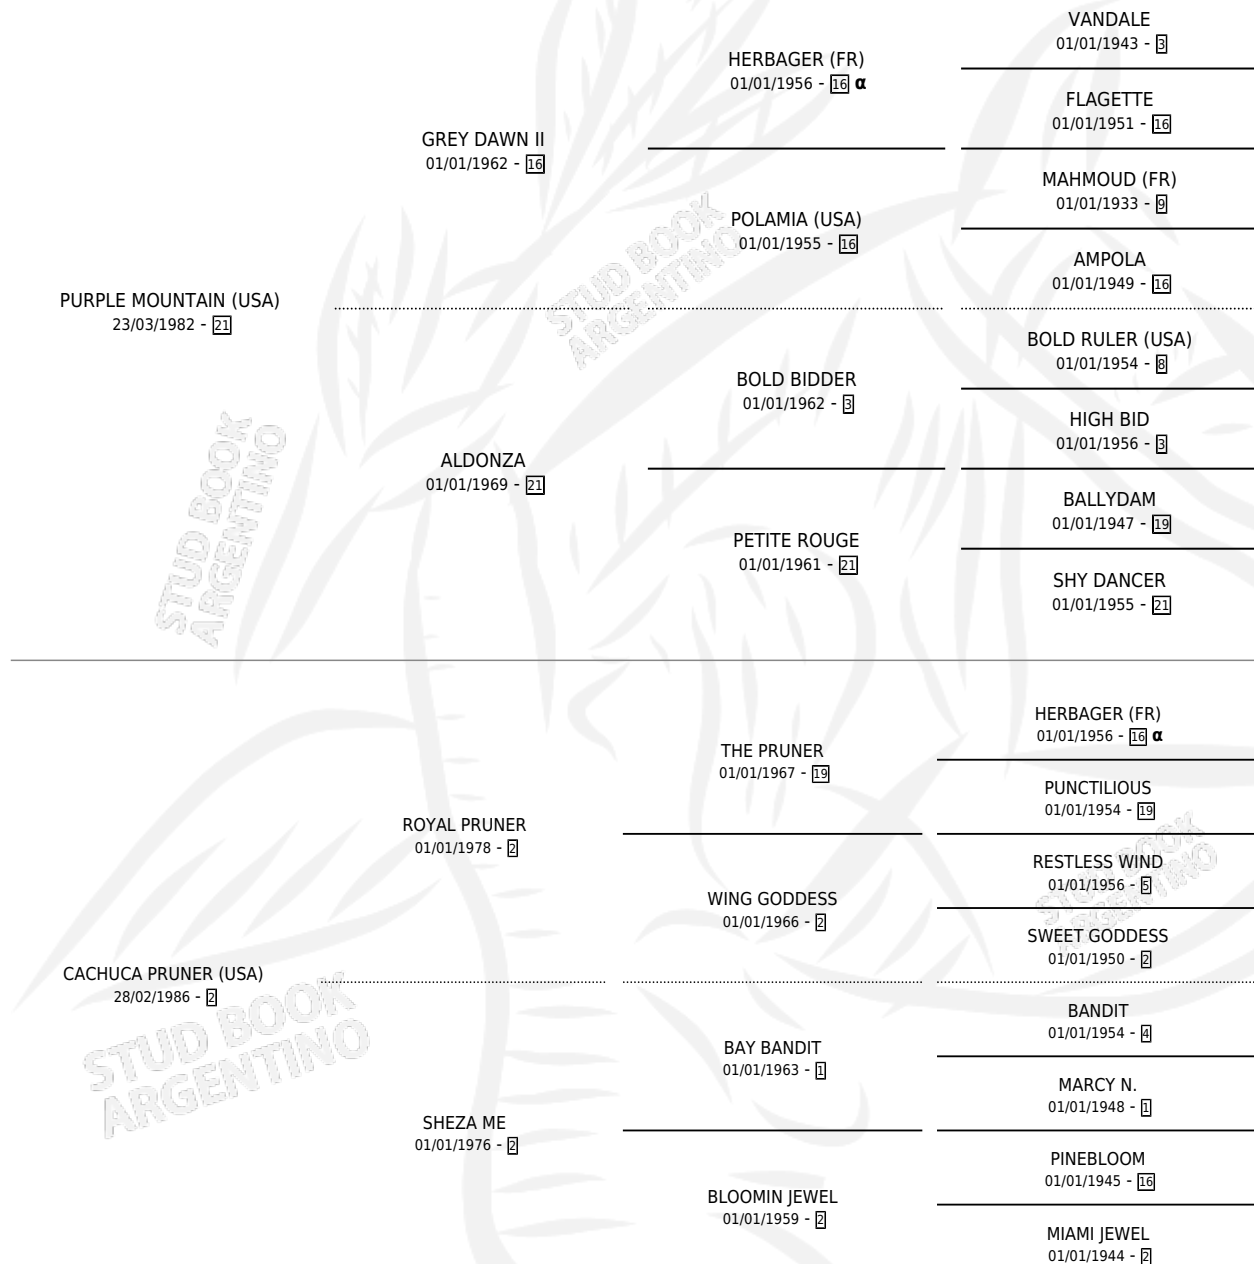 VANDALE
01/01/1943 - 3
HERBAGER (FR)
01/01/1956 - 16 α
FLAGETTE
01/01/1951 - 16
GREY DAWN II
01/01/1962 - 16
MAHMOUD (FR)
01/01/1933 - 9
POLAMIA (USA)
01/01/1955 - 16
AMPOLA
01/01/1949 - 16
PURPLE MOUNTAIN (USA)
23/03/1982 - 21
BOLD RULER (USA)
01/01/1954 - 8
BOLD BIDDER
01/01/1962 - 3
HIGH BID
01/01/1956 - 3
ALDONZA
01/01/1969 - 21
BALLYDAM
01/01/1947 - 19
PETITE ROUGE
01/01/1961 - 21
SHY DANCER
01/01/1955 - 21
HERBAGER (FR)
01/01/1956 - 16 α
THE PRUNER
01/01/1967 - 19
PUNCTILIOUS
01/01/1954 - 19
ROYAL PRUNER
01/01/1978 - 2
RESTLESS WIND
01/01/1956 - 5
WING GODDESS
01/01/1966 - 2
SWEET GODDESS
01/01/1950 - 2
CACHUCA PRUNER (USA)
28/02/1986 - 2
BANDIT
01/01/1954 - 4
BAY BANDIT
01/01/1963 - 1
MARCY N.
01/01/1948 - 1
SHEZA ME
01/01/1976 - 2
PINEBLOOM
01/01/1945 - 16
BLOOMIN JEWEL
01/01/1959 - 2
MIAMI JEWEL
01/01/1944 - 2
STUD BOOK
ARGENTINO
STUD BOOK
ARGENTINO
STUD BOOK
ARGENTINO
STUD BOOK
ARGENTINO